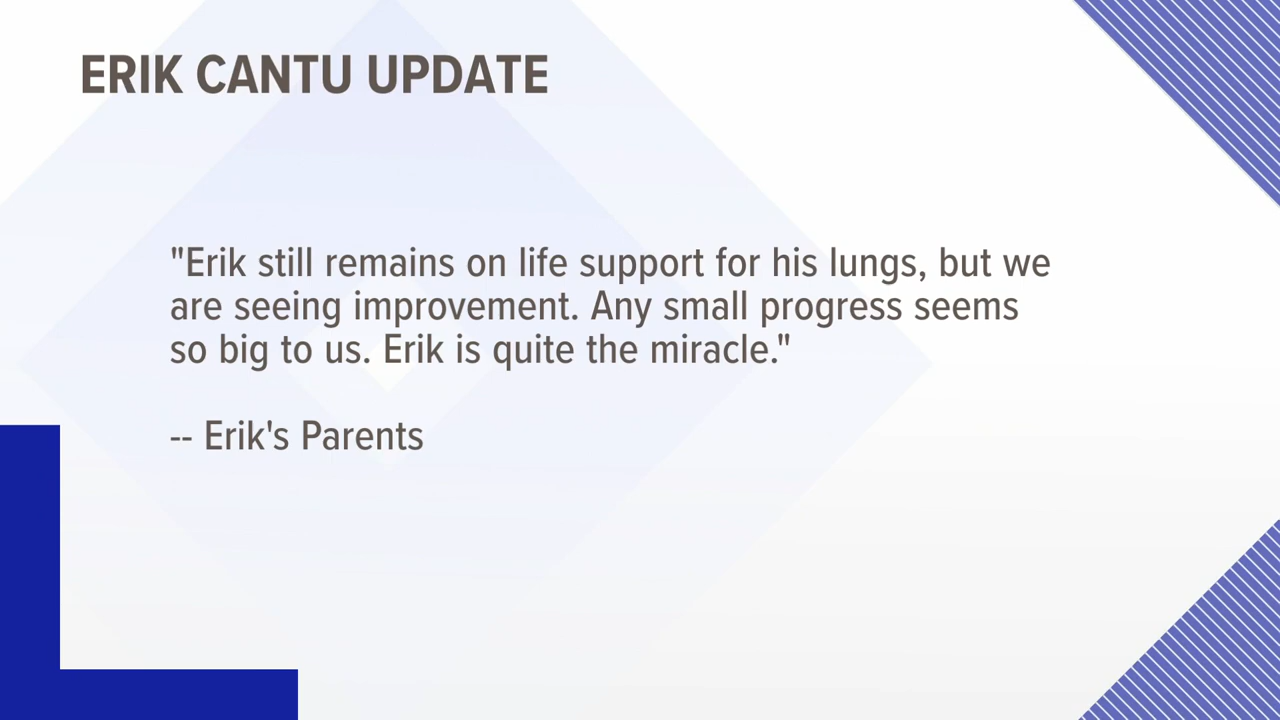 ERIK CANTU UPDATE
"Erik still remains on life support for his lungs, but we
are seeing improvement. Any small progress seems
so big to us. Erik is quite the miracle."
-- Erik's Parents